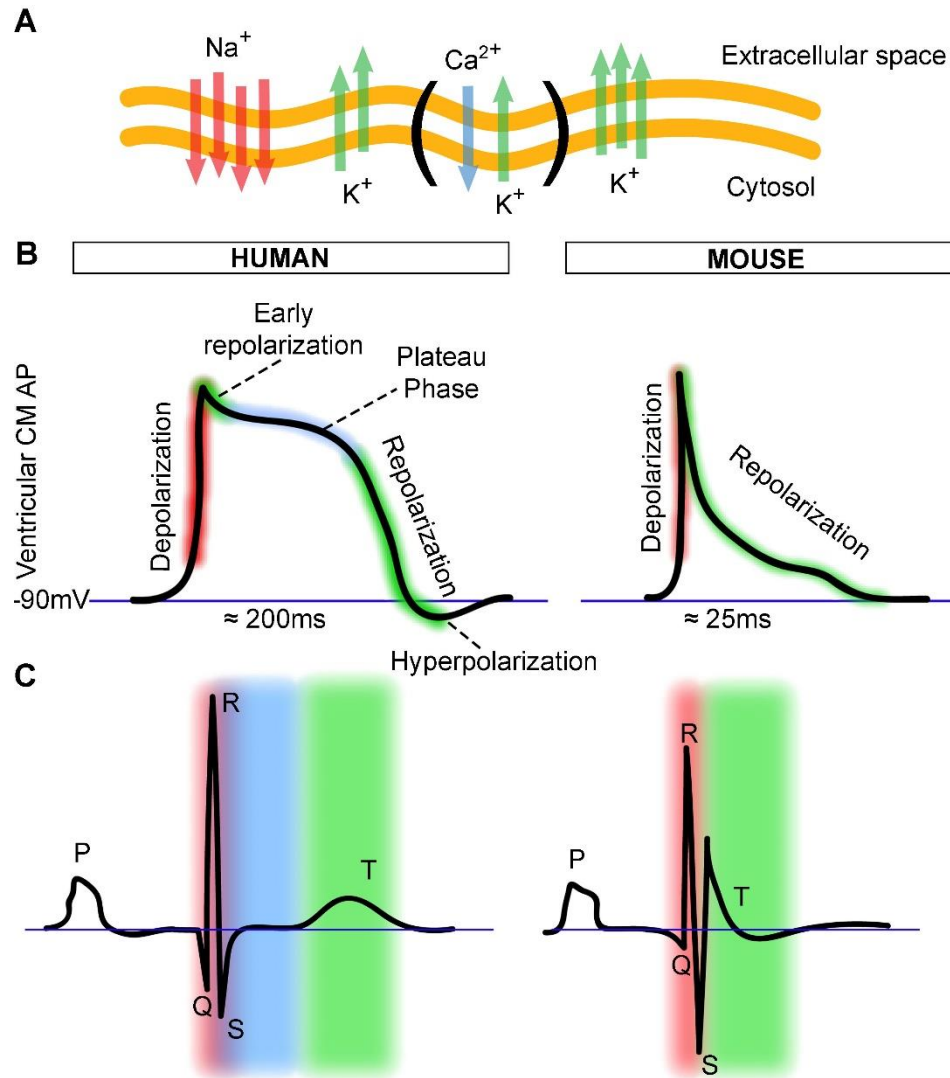 A
Na+
Ca2+
Extracellular space
K+
K+
K+
Cytosol
B
HUMAN
MOUSE
Ventricular CM AP
Depolarization
Early
repolarization
Plateau
Phase
Repolarization
Depolarization
Repolarization
-90mV
≈ 200ms
≈ 25ms
Hyperpolarization
C
P
Q
R
S
T
P
Q
R
S
T